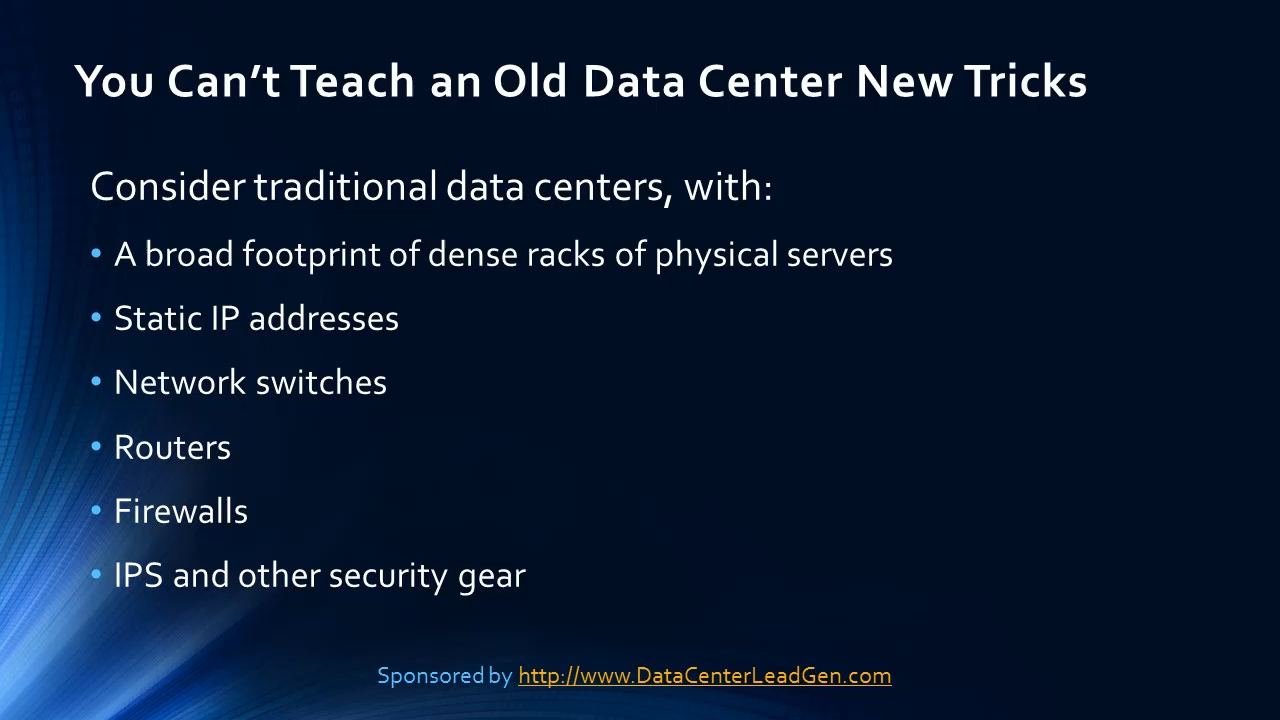 You Can’t Teach an Old Data Center New Tricks
Consider traditional data centers, with:
• A broad footprint of dense racks of physical servers
• Static IP addresses
• Network switches
• Routers
• Firewalls
• IPS and other security gear
Sponsored by http://www.DataCenterLeadGen.com